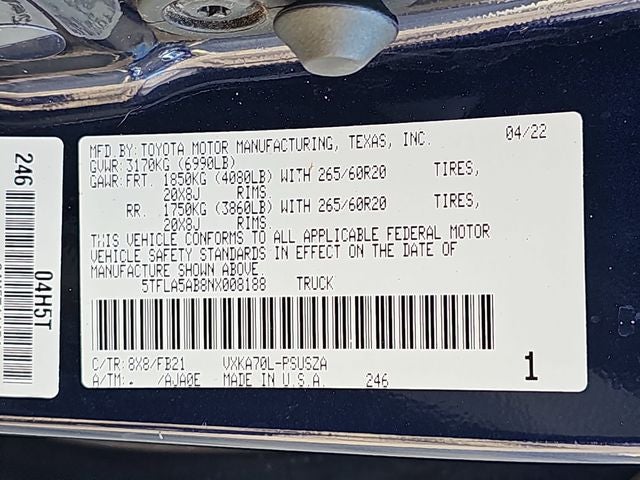 MFD.BY: TOYOTA MOTOR MANUFACTURING, TEXAS, INC. 04/22
GVWR: 3170KG (6990LB)
GAWR: FRT. 1850KG (4080LB) WITH 265/60R20 TIRES,
20X8J RIMS
RR. 1750KG (3860LB) WITH 265/60R20 TIRES,
20X8J RIMS.
THIS VEHICLE CONFORMS TO ALL APPLICABLE FEDERAL MOTOR
VEHICLE SAFETY STANDARDS IN EFFECT ON THE DATE OF
MANUFACTURE SHOWN ABOVE.
5TFLA5AB8NX008188 TRUCK
C/TR: 8X8/FB21 VXKA70L-PSUSZA
A/TM: . /AJA0E MADE IN U.S.A. 246
1
246
04H5T